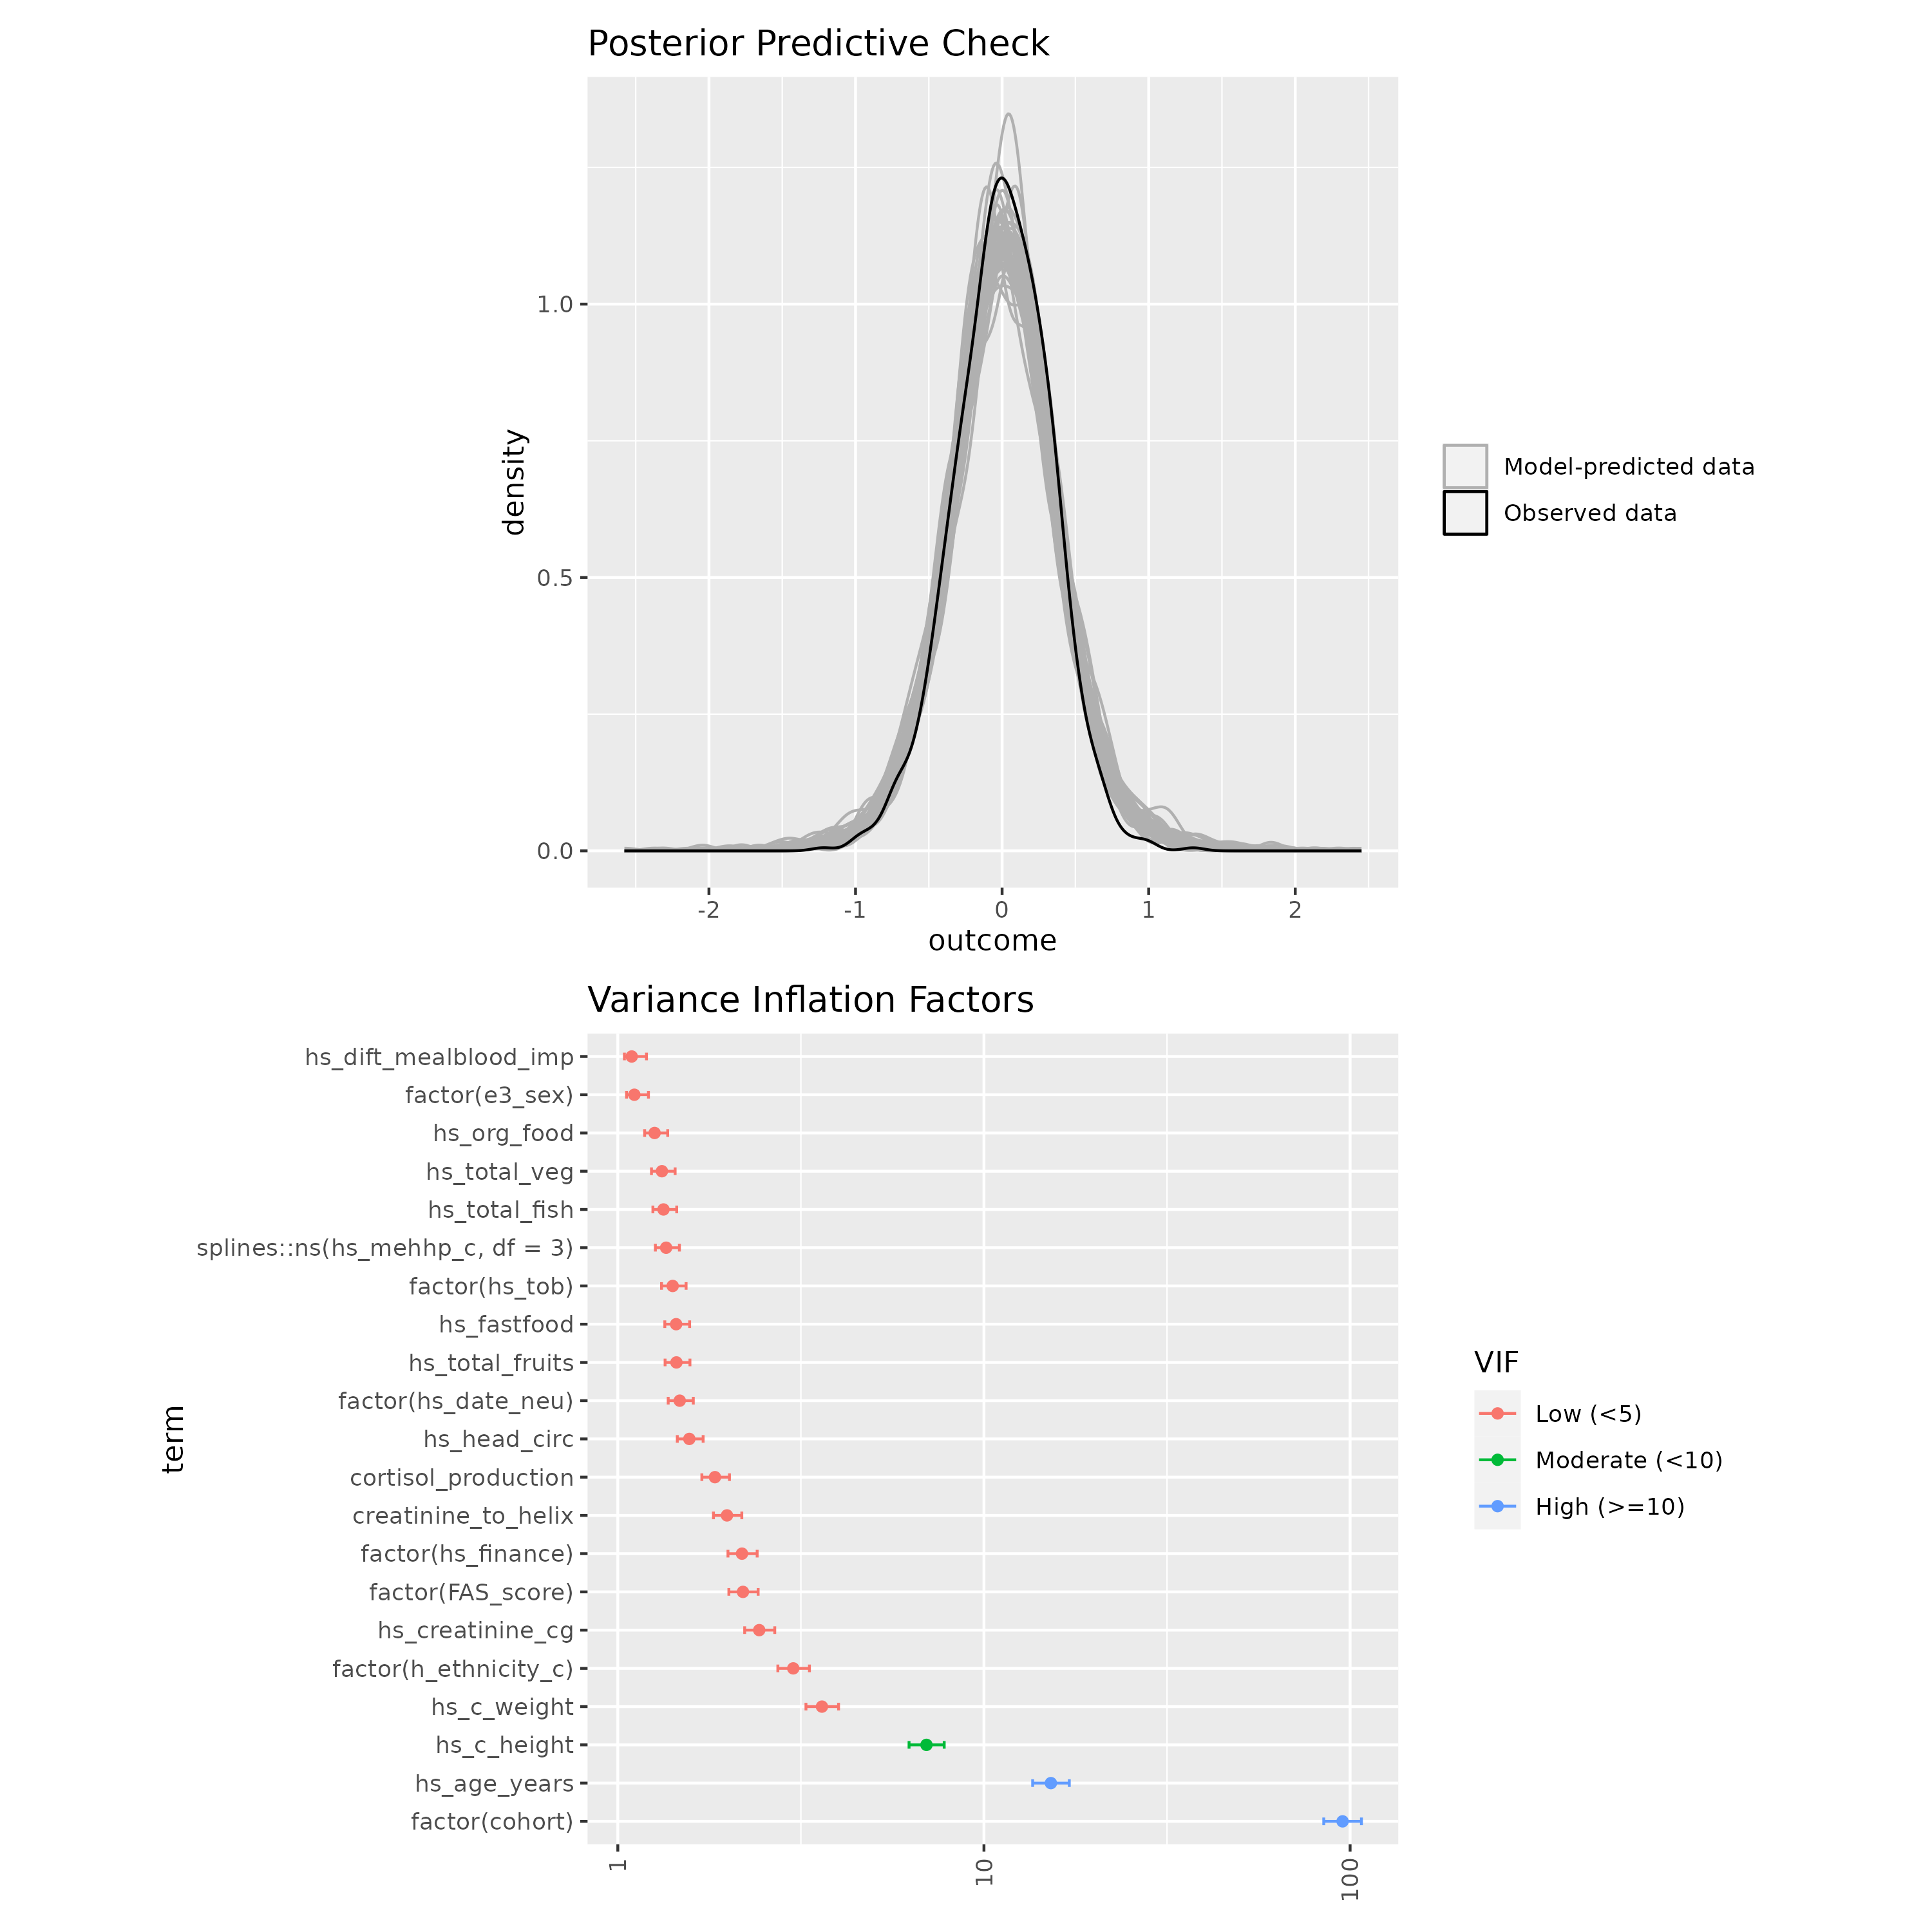 Posterior Predictive Check
density
1.0
0.5
0.0
-2
-1
0
1
2
outcome
Model-predicted data
Observed data
Variance Inflation Factors
term
hs_dift_mealblood_imp
factor(e3_sex)
hs_org_food
hs_total_veg
hs_total_fish
splines::ns(hs_mehhp_c, df = 3)
factor(hs_tob)
hs_fastfood
hs_total_fruits
factor(hs_date_neu)
hs_head_circ
cortisol_production
creatinine_to_helix
factor(hs_finance)
factor(FAS_score)
hs_creatinine_cg
factor(h_ethnicity_c)
hs_c_weight
hs_c_height
hs_age_years
factor(cohort)
1
10
100
VIF
Low (<5)
Moderate (<10)
High (>=10)